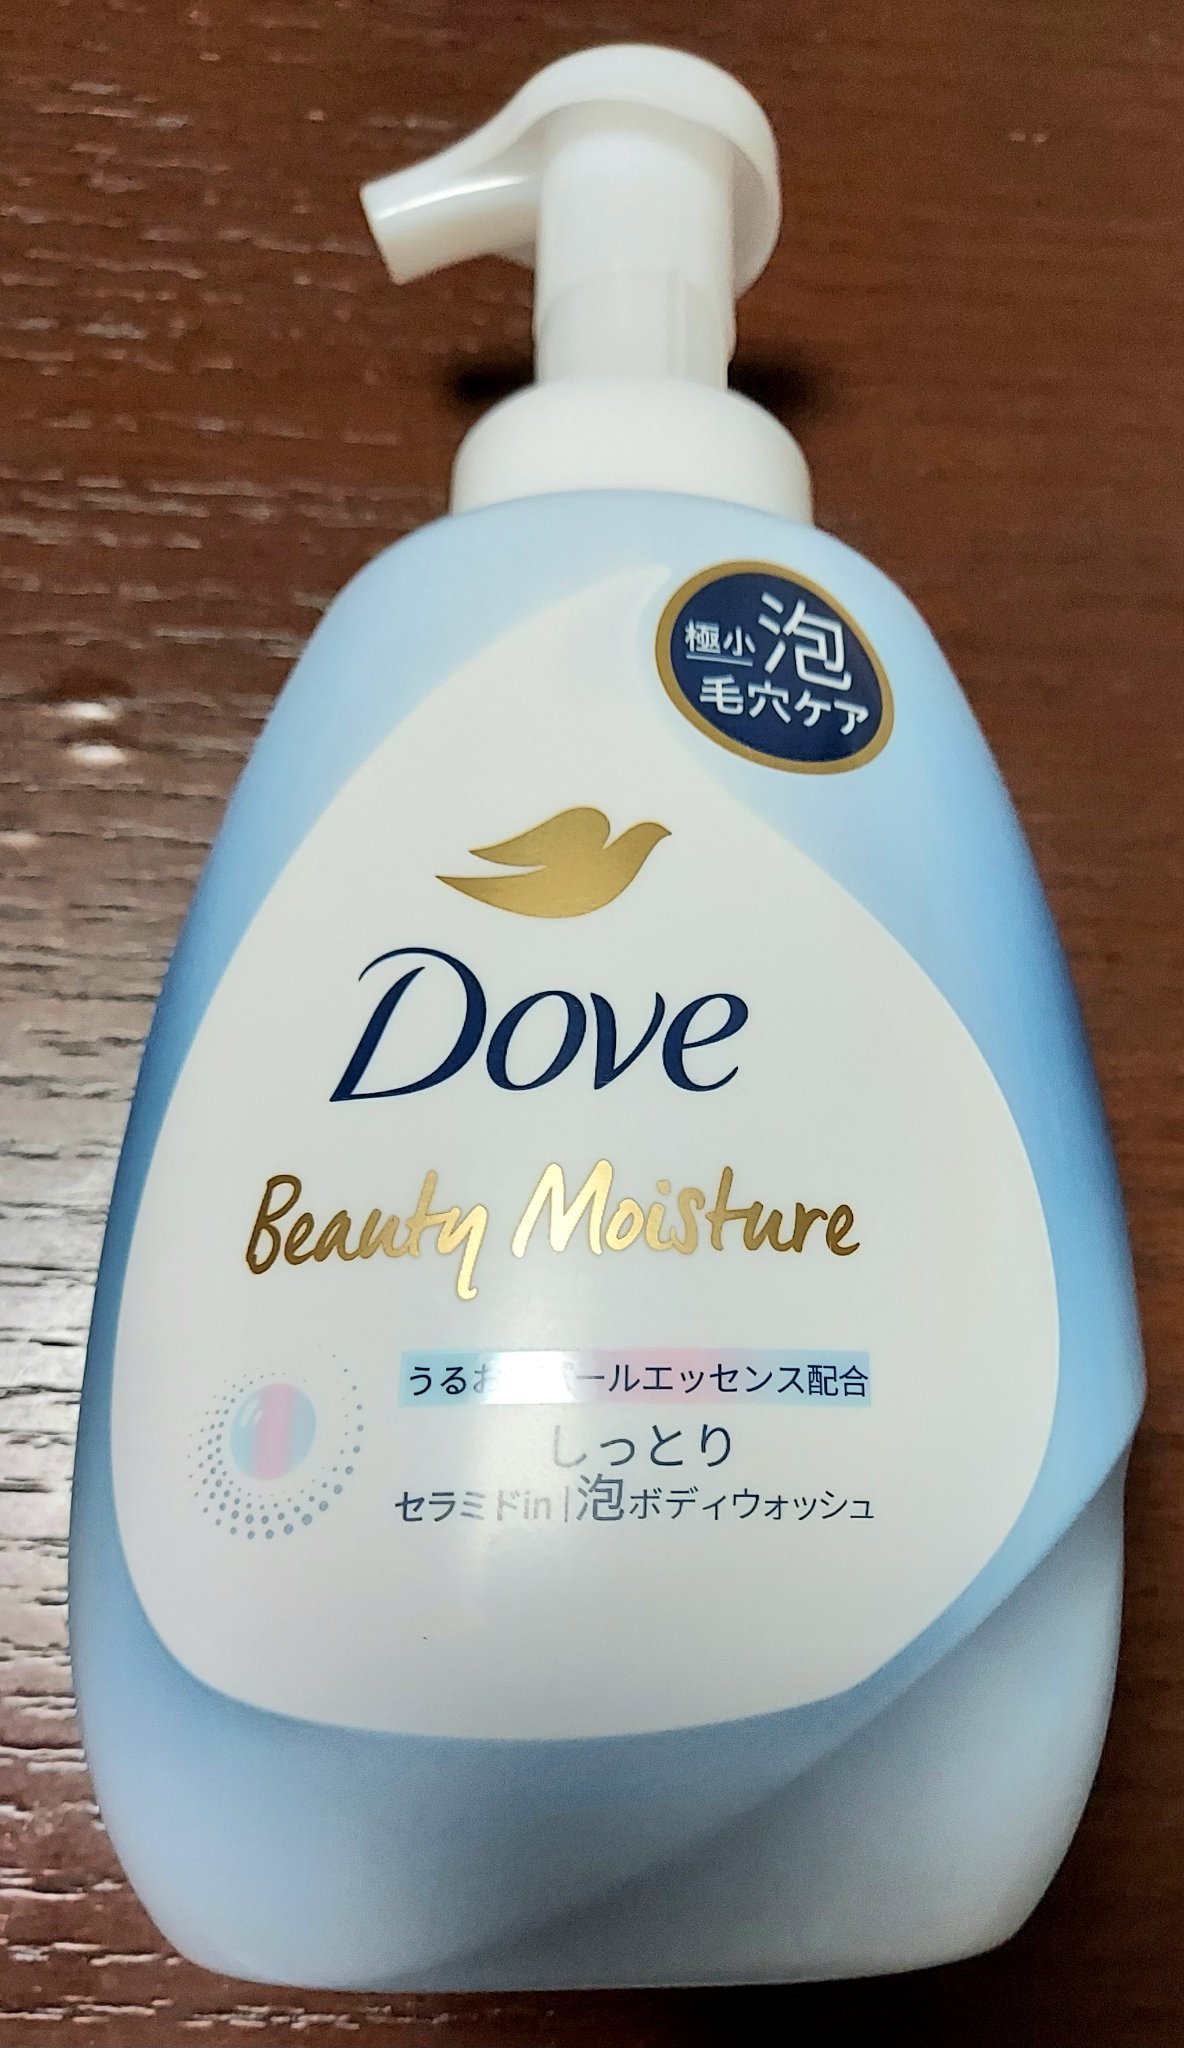 極小 泡
毛穴ケア
Dove
Beauty Moisture
うるおいパールエッセンス配合
しっとり
セラミドin | 泡ボディウォッシュ